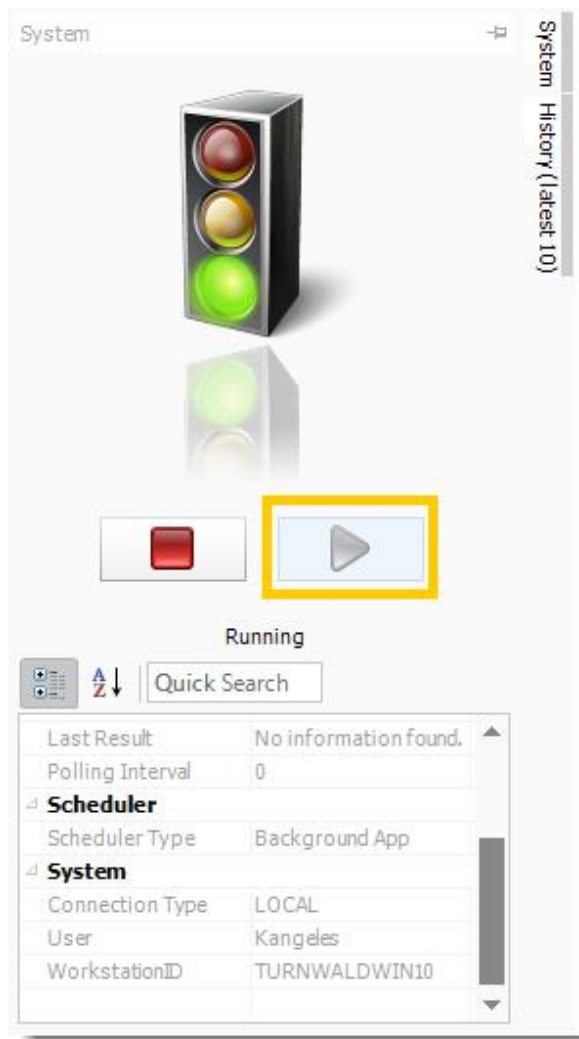 System
System
History (latest 10)
Running
A
Z
Quick Search
Last Result No information found.
Polling Interval 0
Scheduler
Scheduler Type Background App
System
Connection Type LOCAL
User Kangeles
WorkstationID TURNWALDWIN10